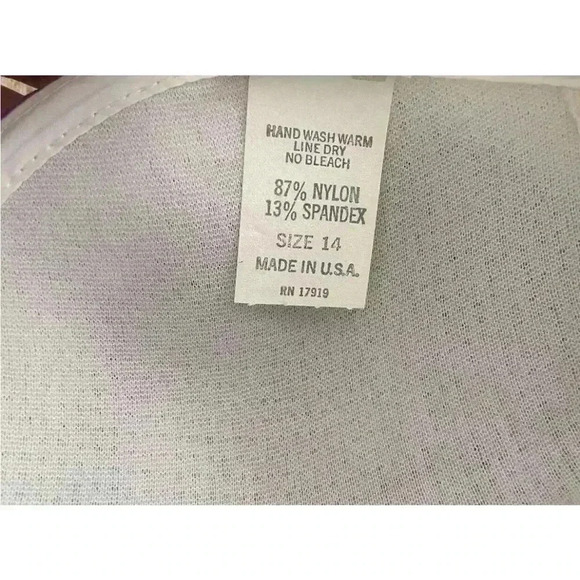 HAND WASH WARM
LINE DRY
NO BLEACH
87% NYLON
13% SPANDEX
SIZE 14
MADE IN U.S.A.
RN 17919